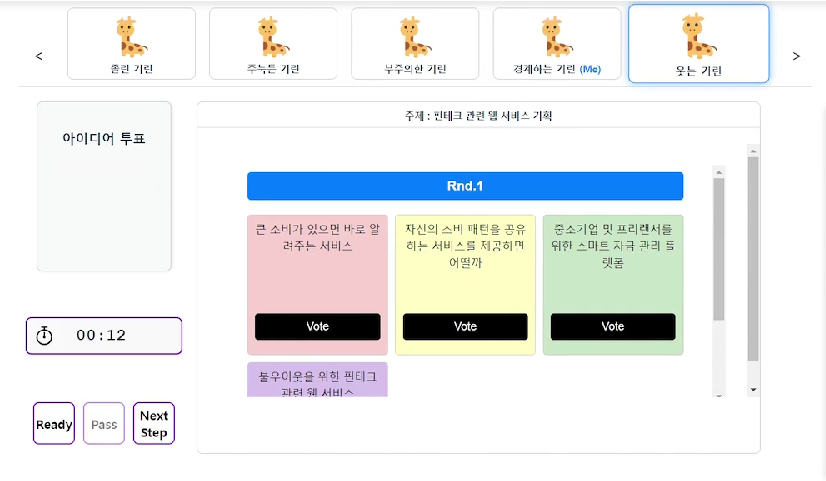 졸린 기린
주눅든 기린
부주의한 기린
경계하는 기린 (Me)
웃는 기린
아이디어 투표
주제 : 핀테크 관련 웹 서비스 기획
Rnd.1
큰 소비가 있으면 바로 알
려주는 서비스
Vote
자신의 소비 패턴을 공유
하는 서비스를 제공하면
어떨까
Vote
중소기업 및 프리랜서를
위한 스마트 자금 관리 플
랫폼
Vote
불우이웃을 위한 핀테크
관련 웹 서비스
00:12
Ready
Pass
Next
Step